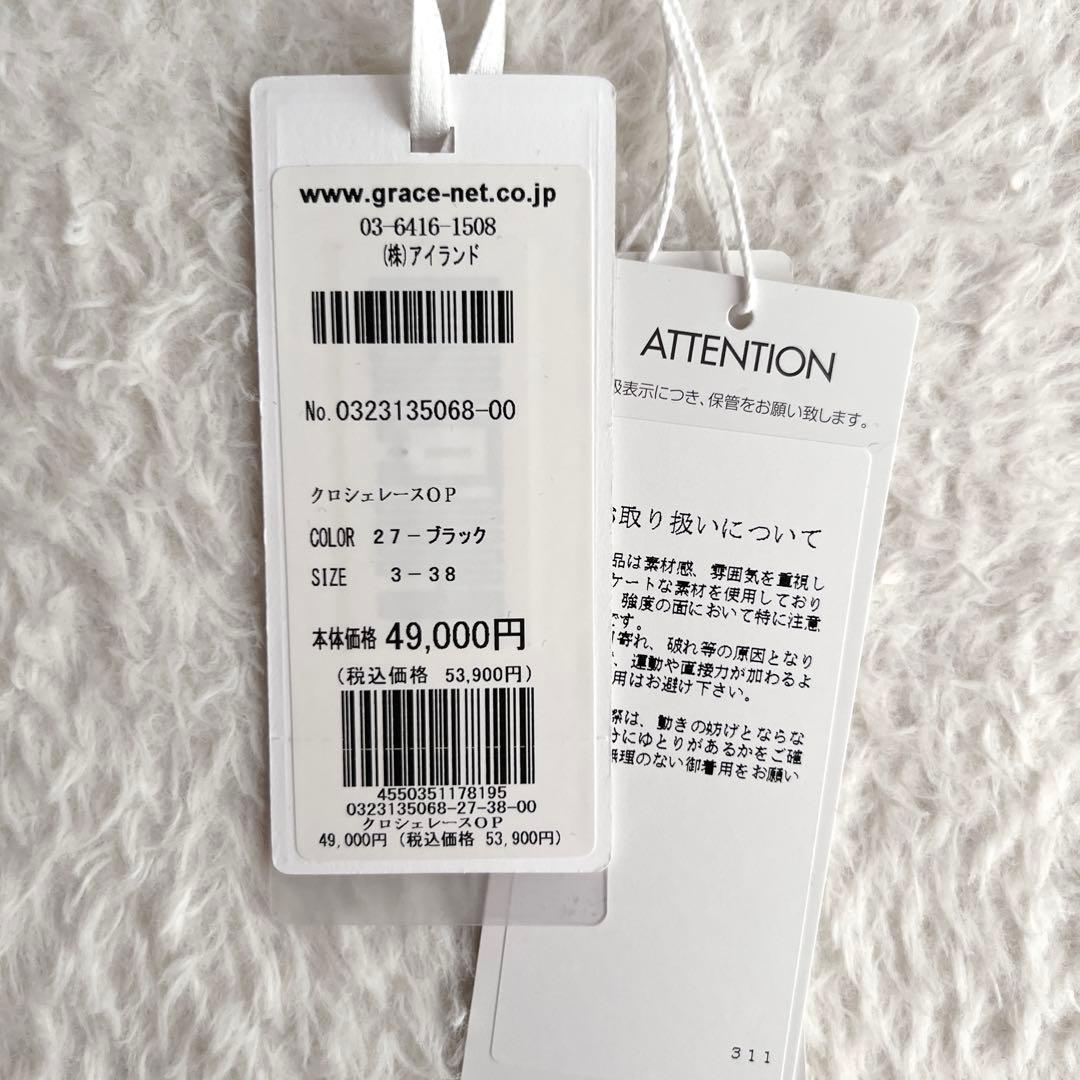 www.grace-net.co.jp
03-6416-1508
(株)アイランド
No.0323135068-00
クロシェレースOP
COLOR 27-ブラック
SIZE 3-38
本体価格 49,000円
(税込価格 53,900円)
4550351178195
0323135068-27-38-00
クロシェレースOP
49,000円 (税込価格 53,900円)
ATTENTION
扱表示につき、保管をお願い致します。
お取り扱いについて
品は素材感、雰囲気を重視し
ケートな素材を使用しており
強度の面において特に注意
です。
寄れ、破れ等の原因となり
、運動や直接力が加わるよ
用はお避け下さい。
際は、動きの妨げとならな
けにゆとりがあるかをご確
無理のない御着用をお願い
311